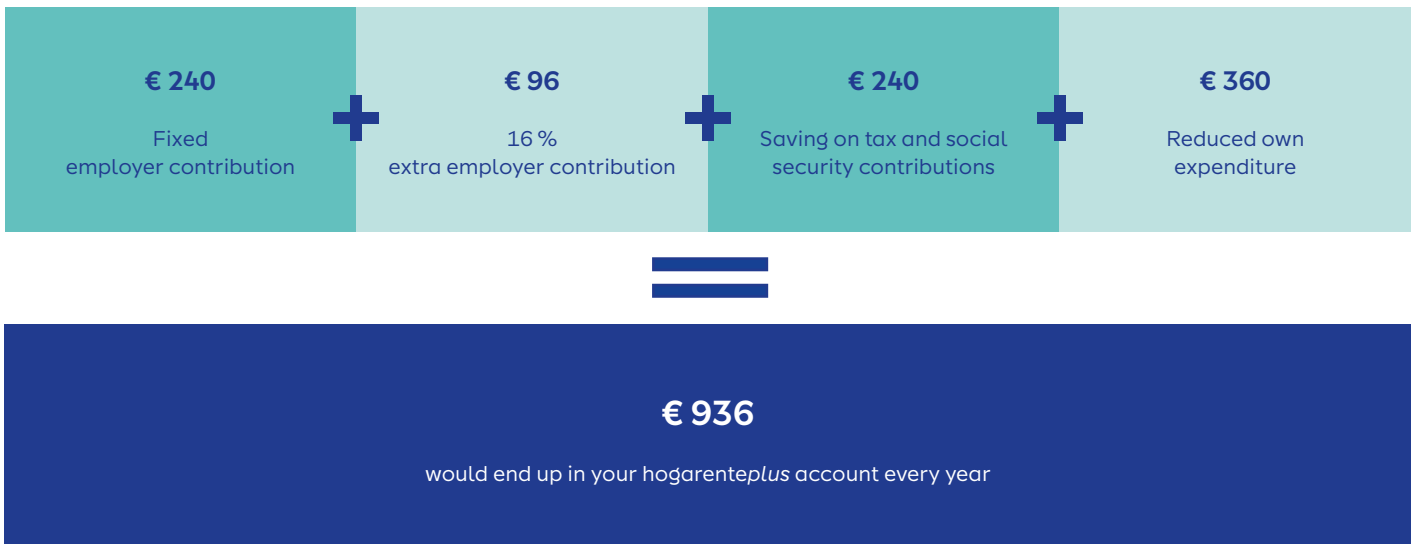 € 240
Fixed
employer contribution
€ 96
16 %
extra employer contribution
€ 240
Saving on tax and social
security contributions
€ 360
Reduced own
expenditure
€ 936
would end up in your hogarenteplus account every year